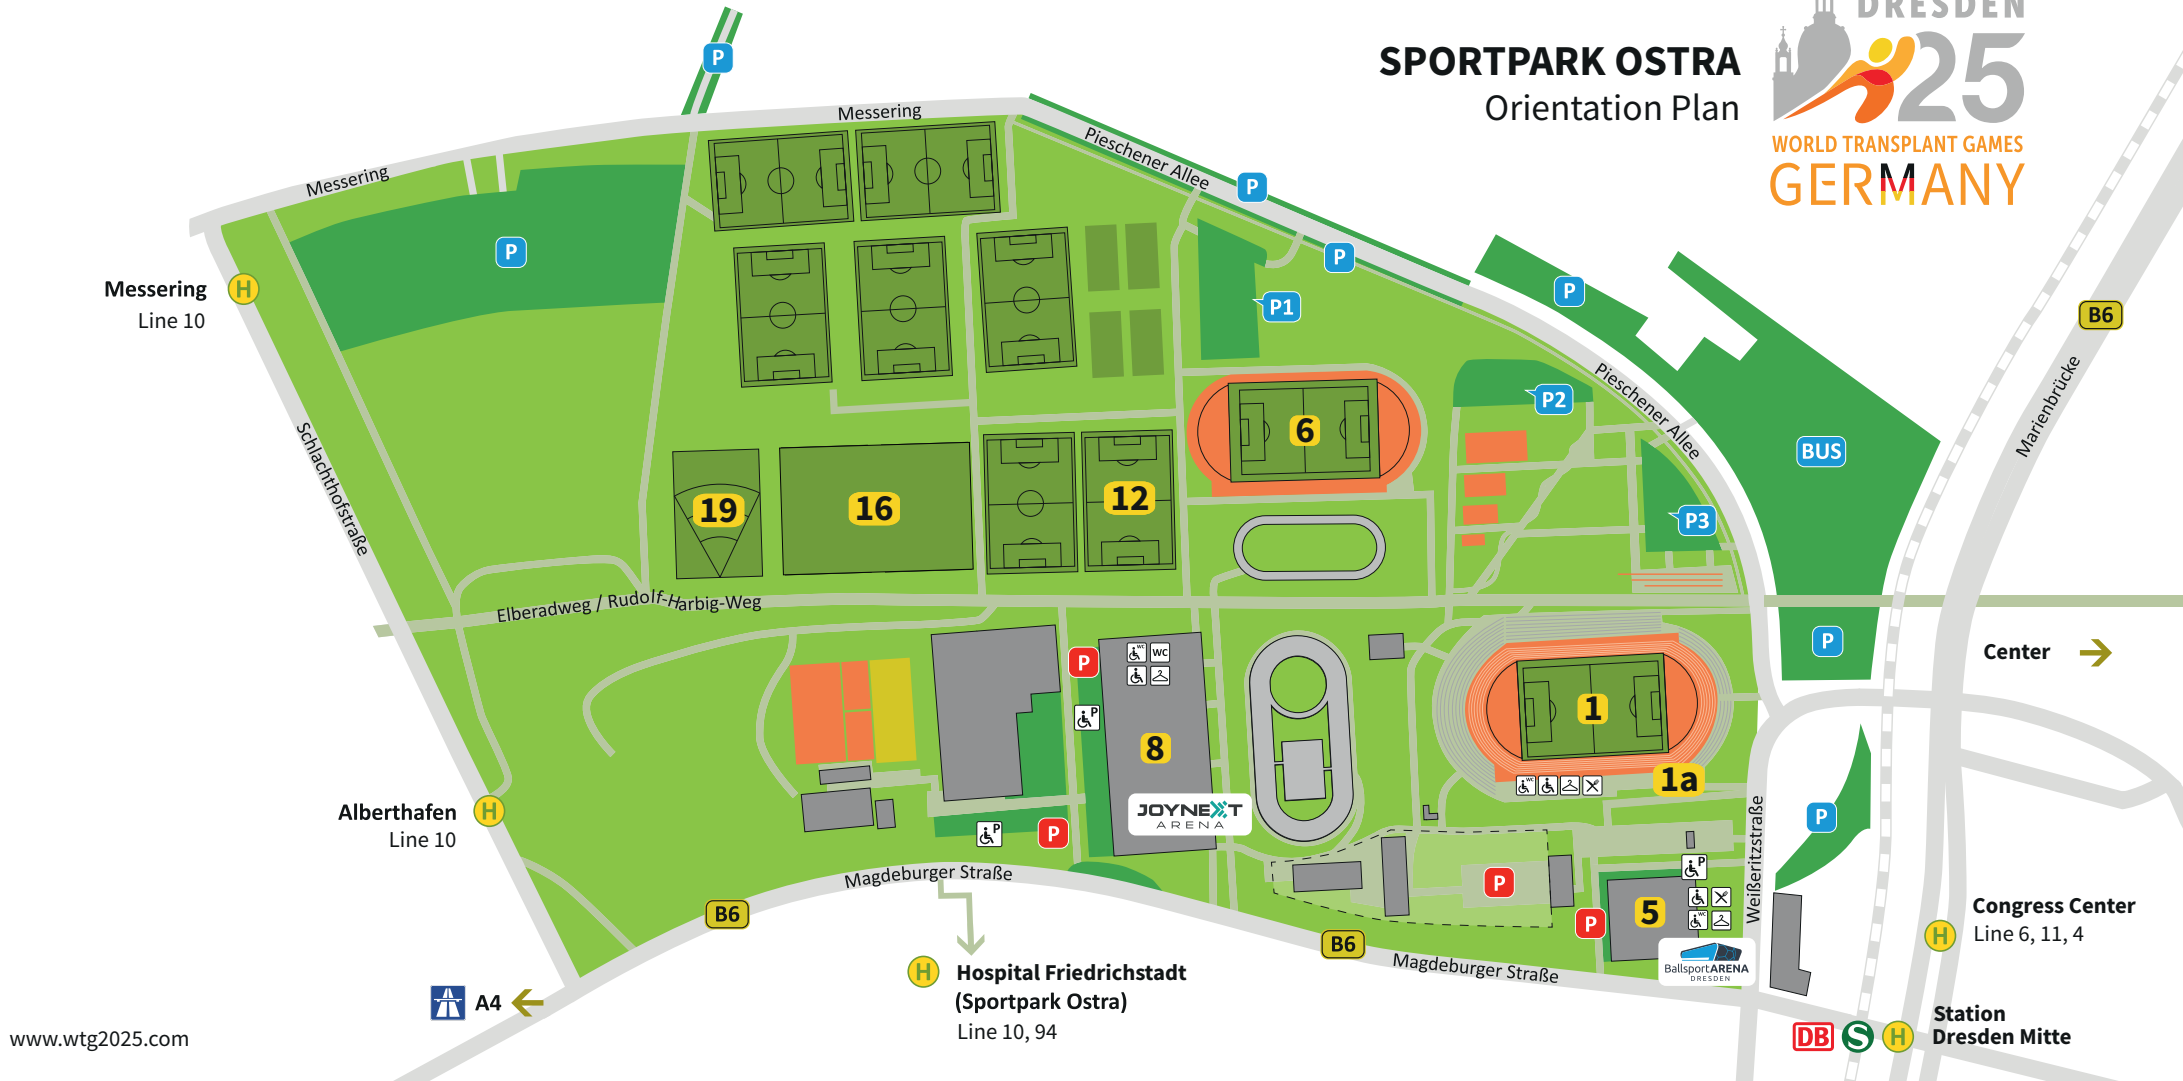 DRESDEN
25
WORLD TRANSPLANT GAMES
GERMANY
SPORTPARK OSTRA
Orientation Plan
P
Messering
Messering
Pieschener Allee
P
P
P
P
P1
Messering
Line 10
H
B6
Marienbrücke
P2
Pieschener Allee
BUS
P3
6
12
16
19
Schlachthofstraße
Elberadweg / Rudolf-Harbig-Weg
P
Center
P
WC
WC
P
8
JOYNEXT
ARENA
1
1a
WC
Alberthafen
Line 10
H
P
P
P
Weißeritzstraße
P
P
P
5
WC
BallsportARENA
DRESDEN
Magdeburger Straße
B6
B6
Magdeburger Straße
H
Hospital Friedrichstadt
(Sportpark Ostra)
Line 10, 94
H
Congress Center
Line 6, 11, 4
A4
DB
S
H
Station
Dresden Mitte
www.wtg2025.com